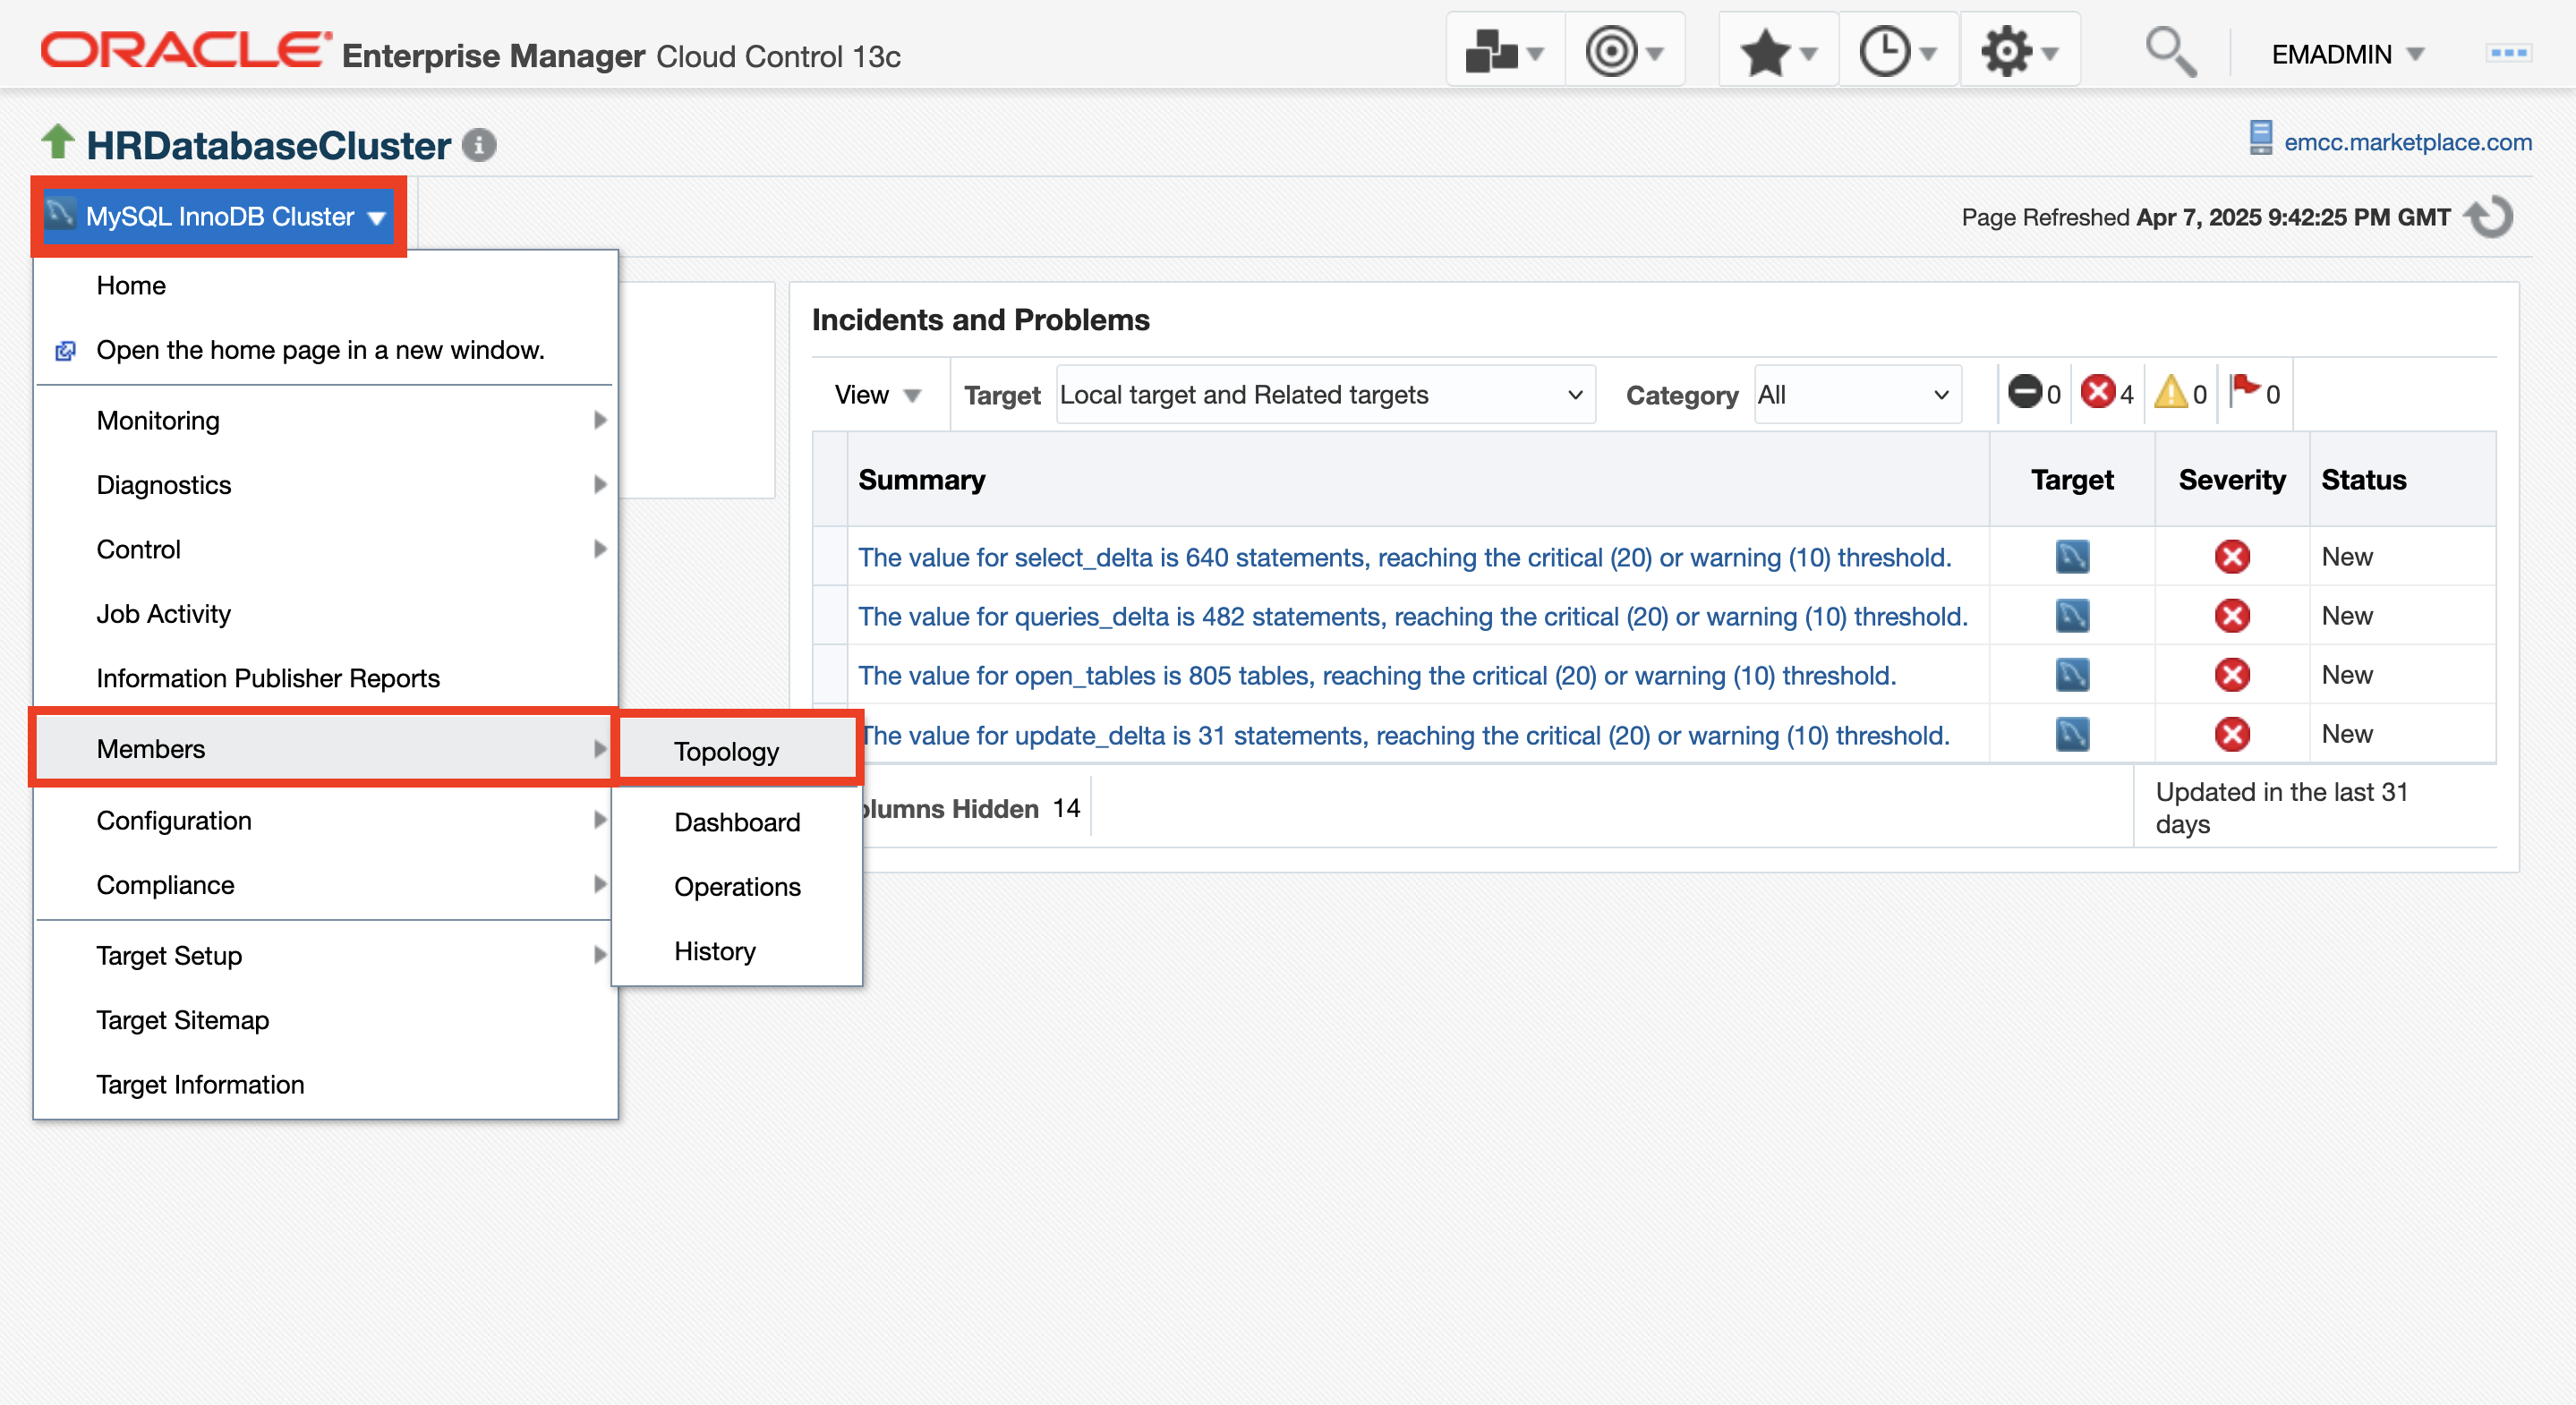 ORACLE Enterprise Manager Cloud Control 13c
EMADMIN
HRDatabaseCluster
emcc.marketplace.com
MySQL InnoDB Cluster
Page Refreshed Apr 7, 2025 9:42:25 PM GMT
Home
Open the home page in a new window.
Monitoring
Diagnostics
Control
Job Activity
Information Publisher Reports
Members
Configuration
Compliance
Target Setup
Target Sitemap
Target Information
Topology
Dashboard
Operations
History
Incidents and Problems
View Target Local target and Related targets Category All 0 4 0 0
Summary Target Severity Status
The value for select_delta is 640 statements, reaching the critical (20) or warning (10) threshold. New
The value for queries_delta is 482 statements, reaching the critical (20) or warning (10) threshold. New
The value for open_tables is 805 tables, reaching the critical (20) or warning (10) threshold. New
The value for update_delta is 31 statements, reaching the critical (20) or warning (10) threshold. New
Hidden 14
Updated in the last 31
days